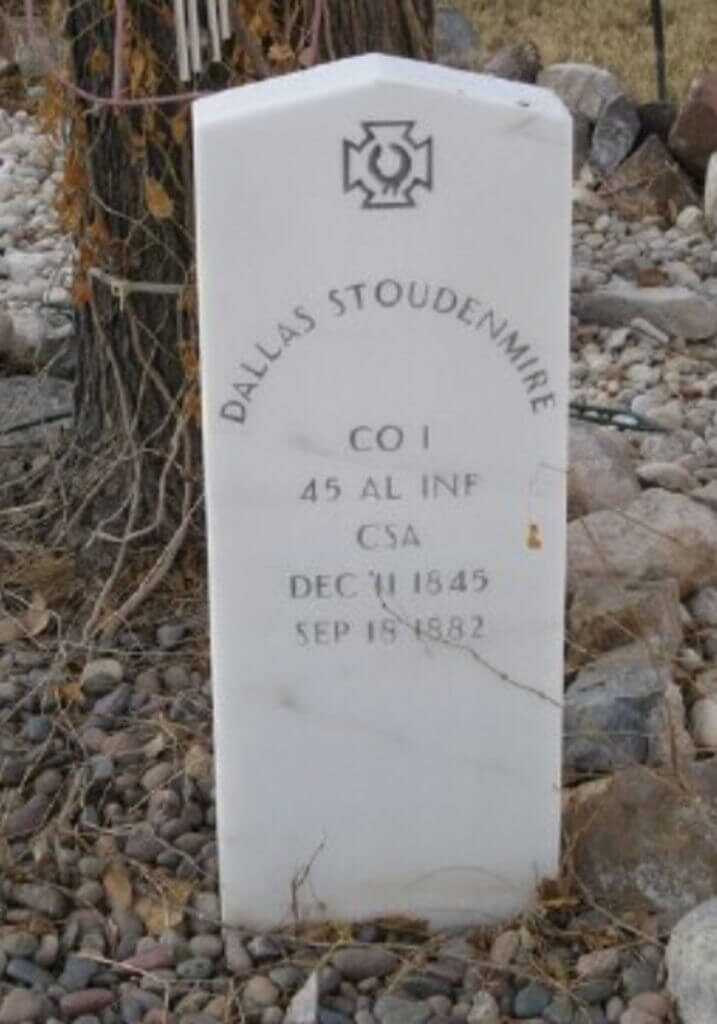 DALLAS STOUDENMIRE
CO I
45 AL INF
CSA
DEC 11 1845
SEP 18 1882